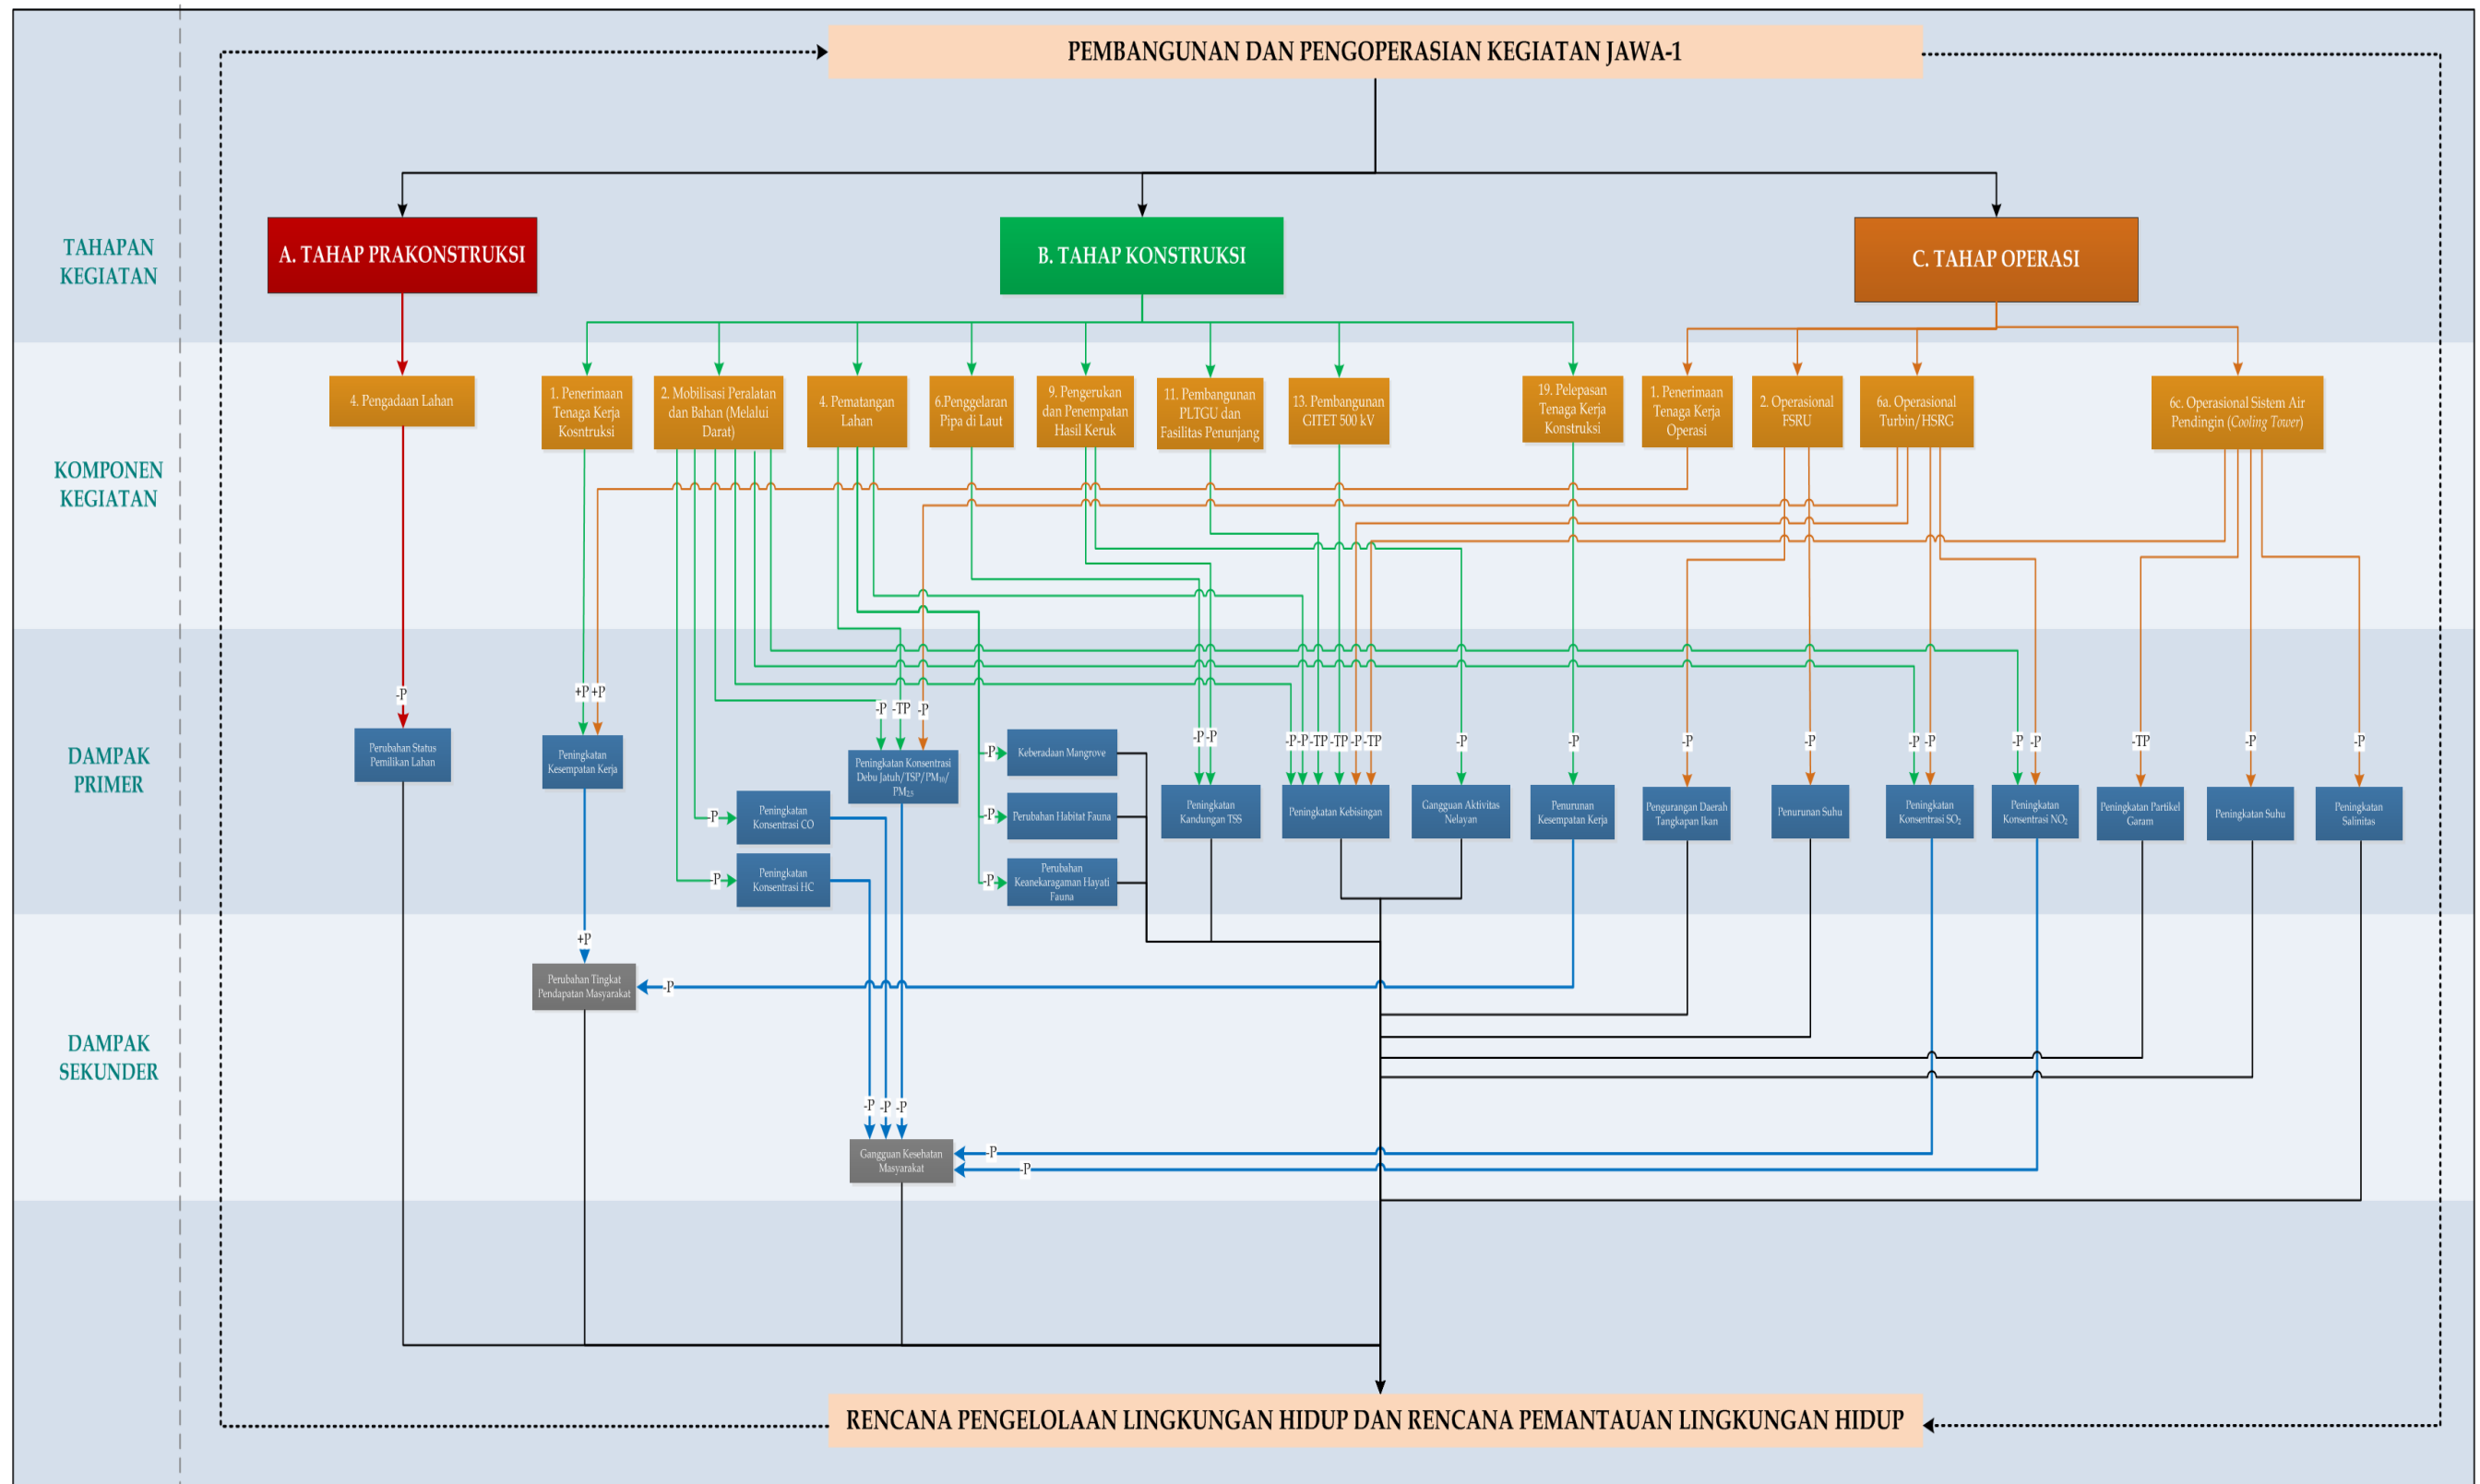 PEMBANGUNAN DAN PENGOPERASIAN KEGIATAN JAWA-1
TAHAPAN
KEGIATAN
A. TAHAP PRAKONSTRUKSI
B. TAHAP KONSTRUKSI
C. TAHAP OPERASI
KOMPONEN
KEGIATAN
4. Pengadaan Lahan
1. Penerimaan
Tenaga Kerja
Kosntruksi
2. Mobilisasi Peralatan
dan Bahan (Melalui
Darat)
4. Pematangan
Lahan
6.Penggelaran
Pipa di Laut
9. Pengerukan
dan Penempatan
Hasil Keruk
11. Pembangunan
PLTGU dan
Fasilitas Penunjang
13. Pembangunan
GITET 500 kV
19. Pelepasan
Tenaga Kerja
Konstruksi
1. Penerimaan
Tenaga Kerja
Operasi
2. Operasional
FSRU
6a. Operasional
Turbin/HSRG
6c. Operasional Sistem Air
Pendingin (Cooling Tower)
DAMPAK
PRIMER
-P
+P +P
-P -TP -P
-P
-P
-P
-P
-P
-P -P
-P -P -TP -TP -P -TP
-P
-P
-P
-P
-P -P
-P -P
-TP
-P
-P
Perubahan Status
Pemilikan Lahan
Peningkatan
Kesempatan Kerja
Peningkatan
Konsentrasi CO
Peningkatan
Konsentrasi HC
Peningkatan Konsentrasi
Debu Jatuh/TSP/PM₁₀/
PM₂.₅
Keberadaan Mangrove
Perubahan Habitat Fauna
Perubahan
Keanekaragaman Hayati
Fauna
Peningkatan
Kandungan TSS
Peningkatan Kebisingan
Gangguan Aktivitas
Nelayan
Penurunan
Kesempatan Kerja
Pengurangan Daerah
Tangkapan Ikan
Penurunan Suhu
Peningkatan
Konsentrasi SO₂
Peningkatan
Konsentrasi NO₂
Peningkatan Partikel
Garam
Peningkatan Suhu
Peningkatan
Salinitas
DAMPAK
SEKUNDER
+P
Perubahan Tingkat
Pendapatan Masyarakat
-P
-P -P -P
Gangguan Kesehatan
Masyarakat
-P
-P
RENCANA PENGELOLAAN LINGKUNGAN HIDUP DAN RENCANA PEMANTAUAN LINGKUNGAN HIDUP